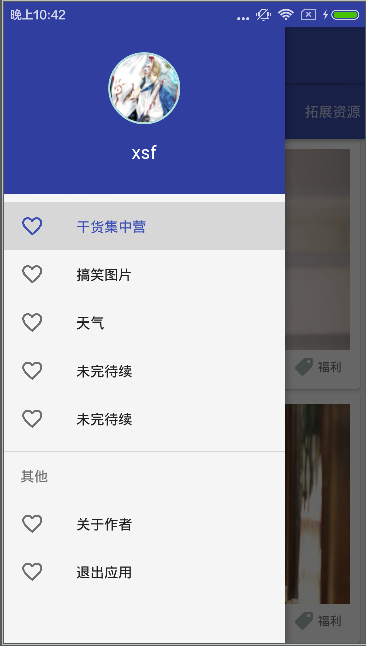 晚上10:42
xsf
拓展资源
干货集中营
搞笑图片
天气
未完待续
福利
未完待续
其他
关于作者
退出应用
福利